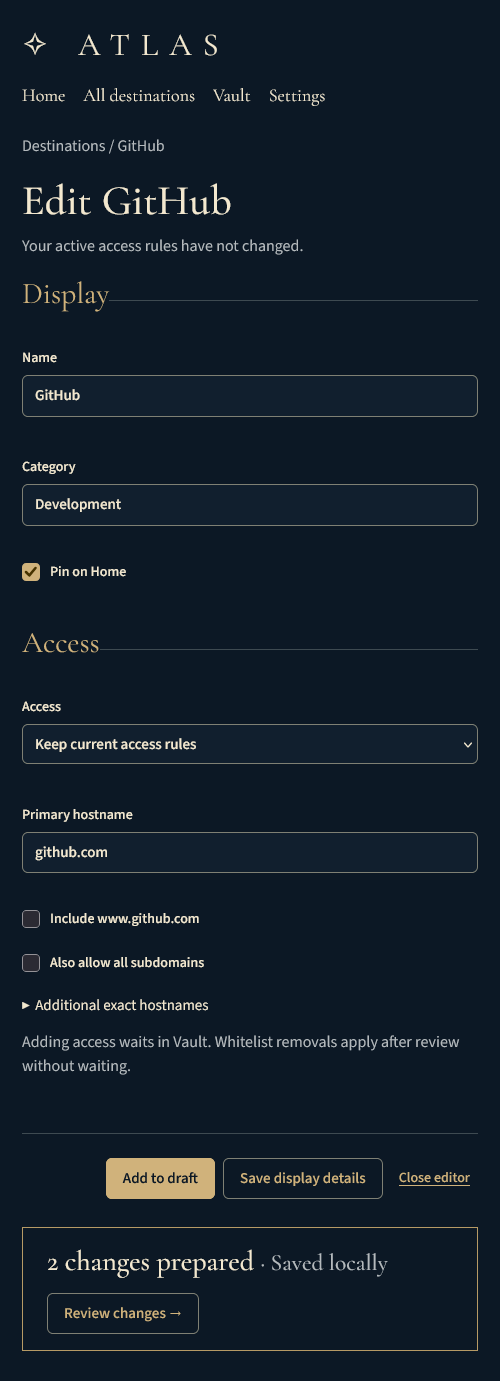 ATLAS
Home All destinations Vault Settings
Destinations / GitHub
Edit GitHub
Your active access rules have not changed.
Display
Name
GitHub
Category
Development
Pin on Home
Access
Access
Keep current access rules
Primary hostname
github.com
Include www.github.com
Also allow all subdomains
▸ Additional exact hostnames
Adding access waits in Vault. Whitelist removals apply after review
without waiting.
Add to draft Save display details Close editor
2 changes prepared · Saved locally
Review changes →